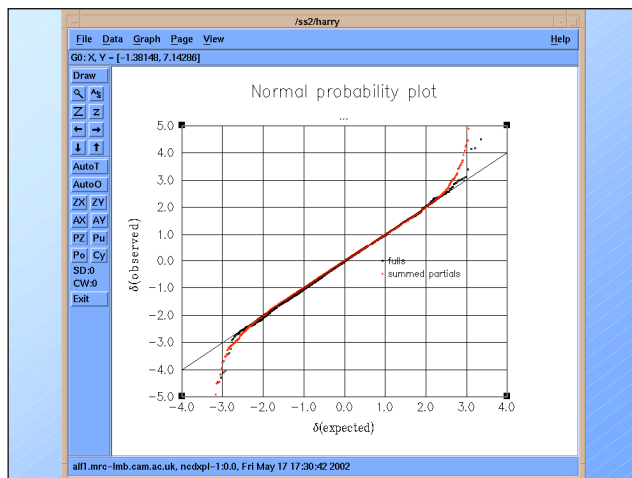 /ss2/harry
File Data Graph Page View Help
G0: X, Y = [-1.38148, 7.14286]
Draw
AS
Z z
AutoT
AutoO
ZX ZY
AX AY
PZ Pu
Po Cy
SD:0
CW:0
Exit
Normal probability plot
...
5.0
4.0
3.0
2.0
1.0
0.0
-1.0
-2.0
-3.0
-4.0
-5.0
δ(observed)
fulls
summed partials
-4.0 -3.0 -2.0 -1.0 0.0 1.0 2.0 3.0 4.0
δ(expected)
alf1.mrc-lmb.cam.ac.uk, ncdxpl-1:0.0, Fri May 17 17:30:42 2002